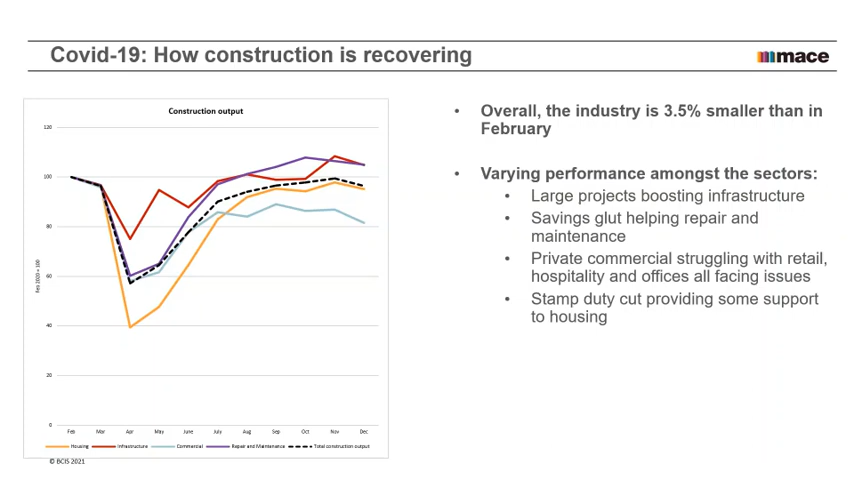 Covid-19: How construction is recovering
mace
Construction output
120
100
80
60
40
20
0
Feb 2020 = 100
Feb Mar Apr May June July Aug Sep Oct Nov Dec
Housing Infrastructure Commercial Repair and Maintenance Total construction output
© BCIS 2021
• Overall, the industry is 3.5% smaller than in
February
• Varying performance amongst the sectors:
• Large projects boosting infrastructure
• Savings glut helping repair and
maintenance
• Private commercial struggling with retail,
hospitality and offices all facing issues
• Stamp duty cut providing some support
to housing